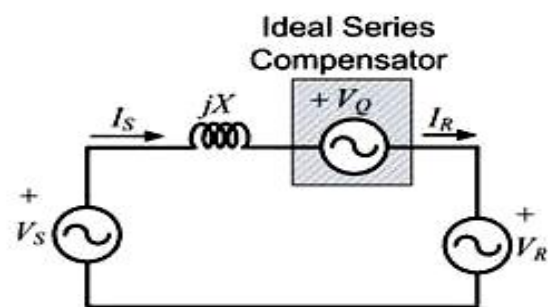 Ideal Series
Compensator
I_S jX + V_Q I_R
+ +
V_S V_R